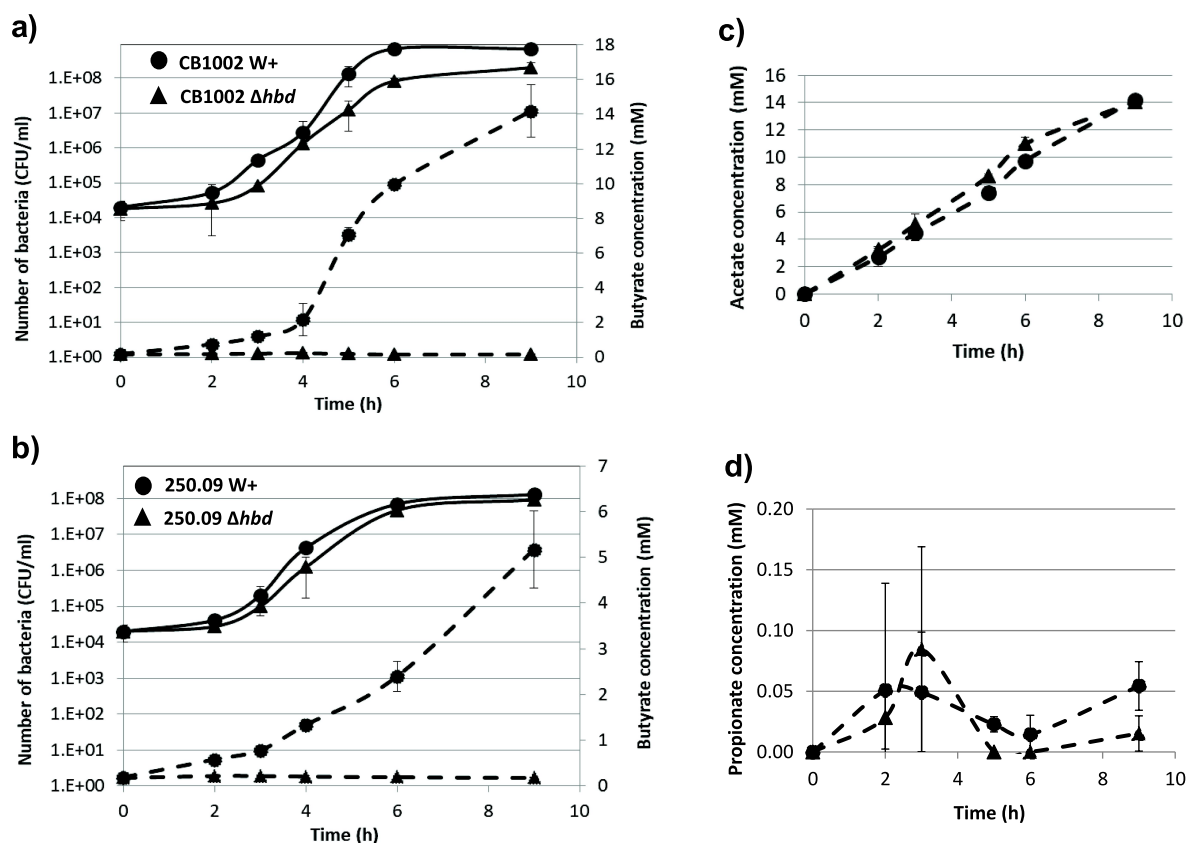 a)
CB1002 W+
CB1002 Δhbd
Number of bacteria (CFU/ml)
1.E+08
1.E+07
1.E+06
1.E+05
1.E+04
1.E+03
1.E+02
1.E+01
1.E+00
18
16
14
12
10
8
6
4
2
0
Butyrate concentration (mM)
0 2 4 6 8 10
Time (h)
b)
250.09 W+
250.09 Δhbd
Number of bacteria (CFU/ml)
1.E+08
1.E+07
1.E+06
1.E+05
1.E+04
1.E+03
1.E+02
1.E+01
1.E+00
7
6
5
4
3
2
1
0
Butyrate concentration (mM)
0 2 4 6 8 10
Time (h)
c)
Acetate concentration (mM)
16
14
12
10
8
6
4
2
0
0 2 4 6 8 10
Time (h)
d)
Propionate concentration (mM)
0.20
0.15
0.10
0.05
0.00
0 2 4 6 8 10
Time (h)